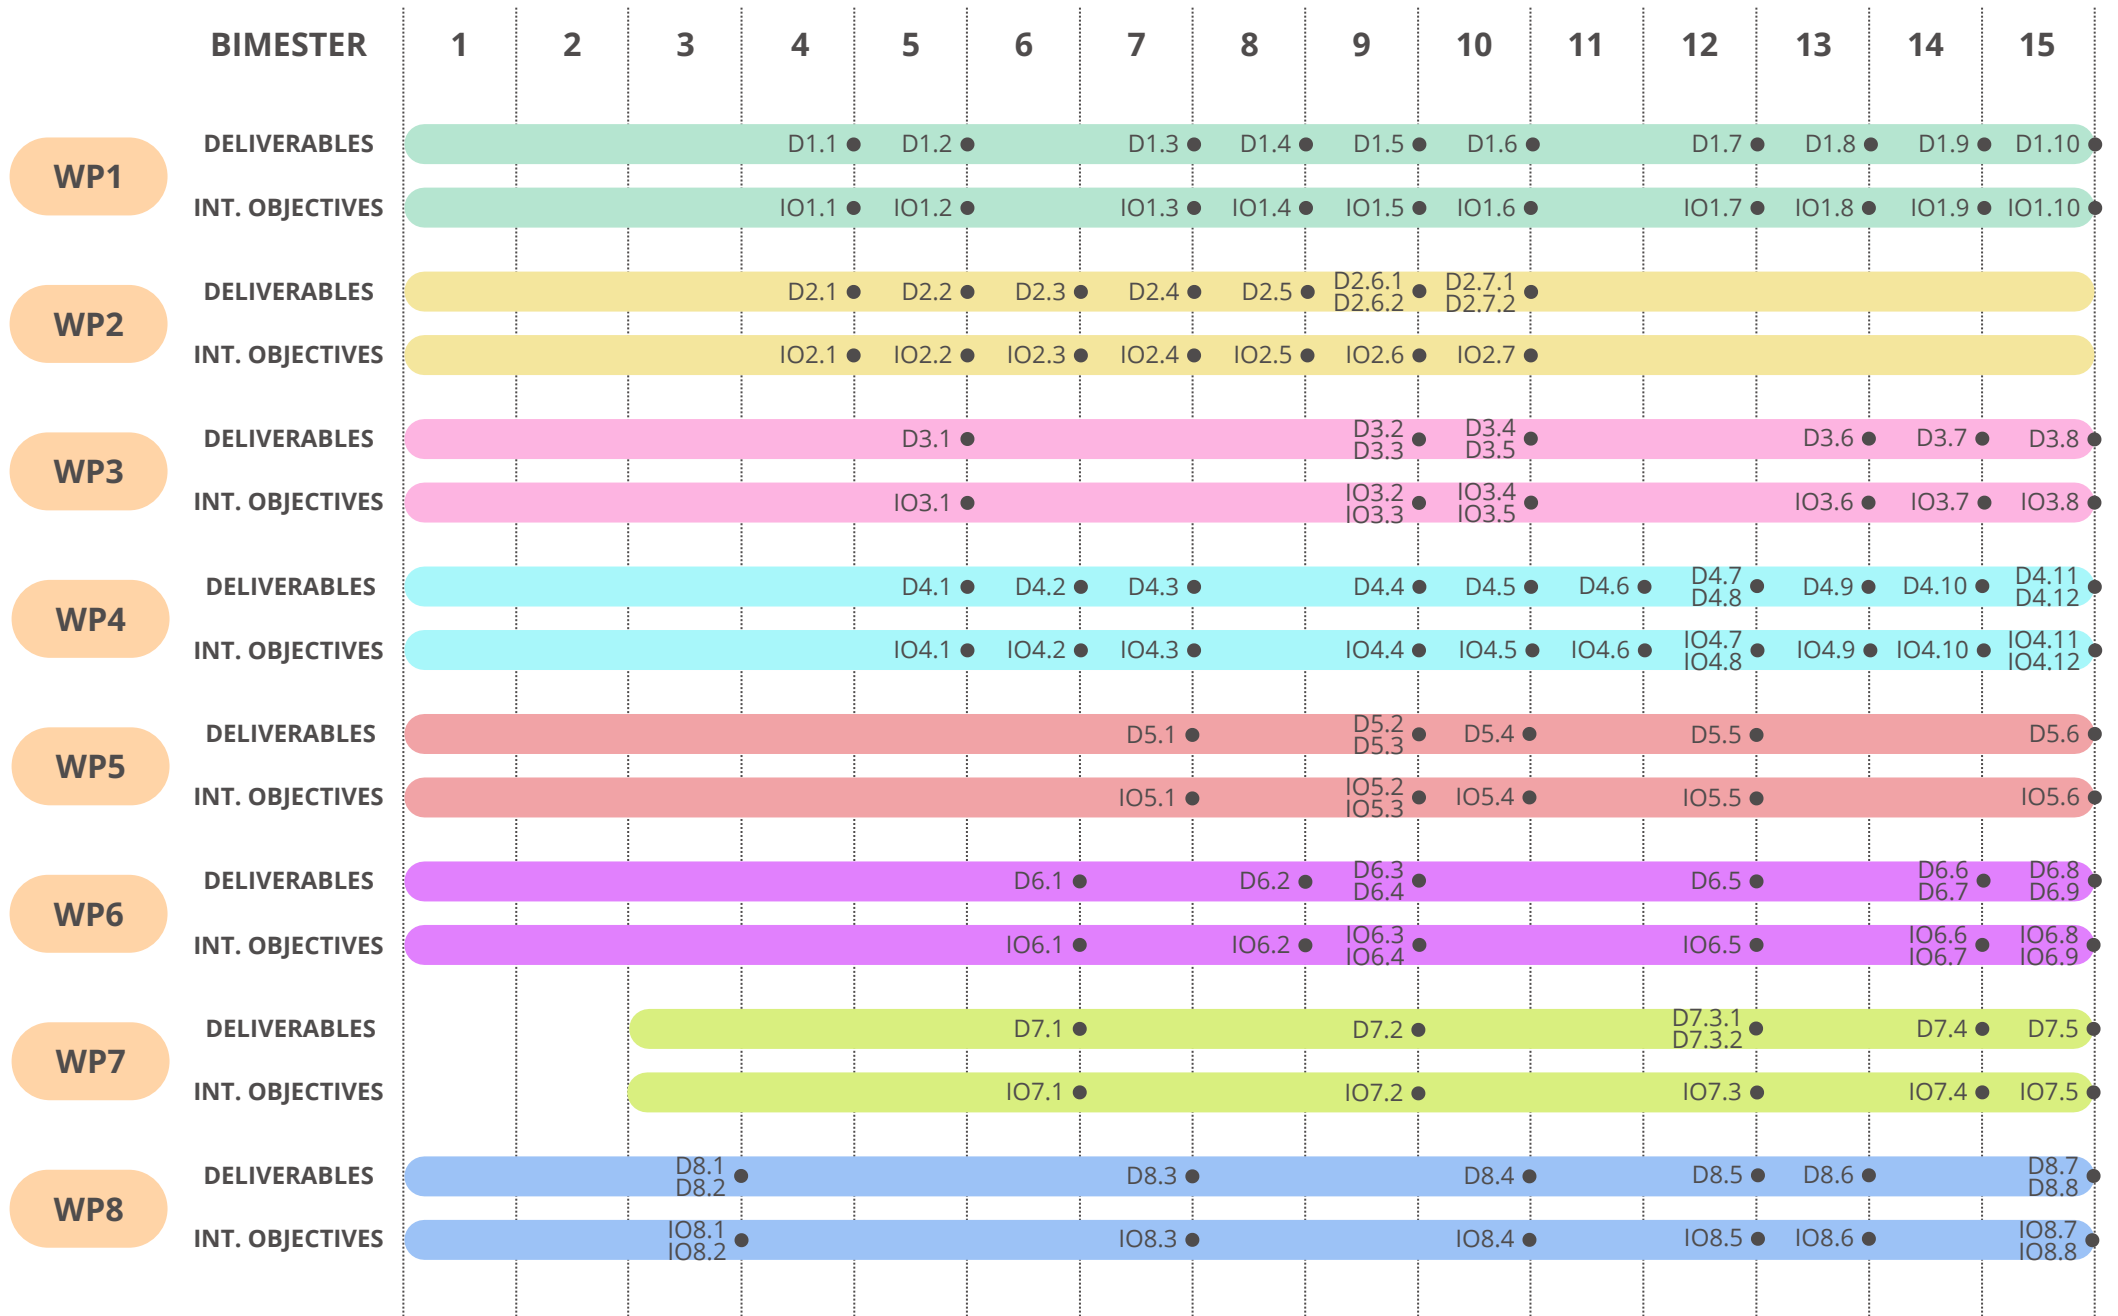 BIMESTER 1 2 3 4 5 6 7 8 9 10 11 12 13 14 15
WP1
DELIVERABLES D1.1 D1.2 D1.3 D1.4 D1.5 D1.6 D1.7 D1.8 D1.9 D1.10
INT. OBJECTIVES IO1.1 IO1.2 IO1.3 IO1.4 IO1.5 IO1.6 IO1.7 IO1.8 IO1.9 IO1.10
WP2
DELIVERABLES D2.1 D2.2 D2.3 D2.4 D2.5 D2.6.1 D2.7.1
D2.6.2 D2.7.2
INT. OBJECTIVES IO2.1 IO2.2 IO2.3 IO2.4 IO2.5 IO2.6 IO2.7
WP3
DELIVERABLES D3.1 D3.2 D3.4 D3.6 D3.7 D3.8
D3.3 D3.5
INT. OBJECTIVES IO3.1 IO3.2 IO3.4 IO3.6 IO3.7 IO3.8
IO3.3 IO3.5
WP4
DELIVERABLES D4.1 D4.2 D4.3 D4.4 D4.5 D4.6 D4.7 D4.9 D4.10 D4.11
D4.8 D4.12
INT. OBJECTIVES IO4.1 IO4.2 IO4.3 IO4.4 IO4.5 IO4.6 IO4.7 IO4.9 IO4.10 IO4.11
IO4.8 IO4.12
WP5
DELIVERABLES D5.1 D5.2 D5.4 D5.5 D5.6
D5.3
INT. OBJECTIVES IO5.1 IO5.2 IO5.4 IO5.5 IO5.6
IO5.3
WP6
DELIVERABLES D6.1 D6.2 D6.3 D6.5 D6.6 D6.8
D6.4 D6.7 D6.9
INT. OBJECTIVES IO6.1 IO6.2 IO6.3 IO6.5 IO6.6 IO6.8
IO6.4 IO6.7 IO6.9
WP7
DELIVERABLES D7.1 D7.2 D7.3.1 D7.4 D7.5
D7.3.2
INT. OBJECTIVES IO7.1 IO7.2 IO7.3 IO7.4 IO7.5
WP8
DELIVERABLES D8.1 D8.3 D8.4 D8.5 D8.6 D8.7
D8.2 D8.8
INT. OBJECTIVES IO8.1 IO8.3 IO8.4 IO8.5 IO8.6 IO8.7
IO8.2 IO8.8